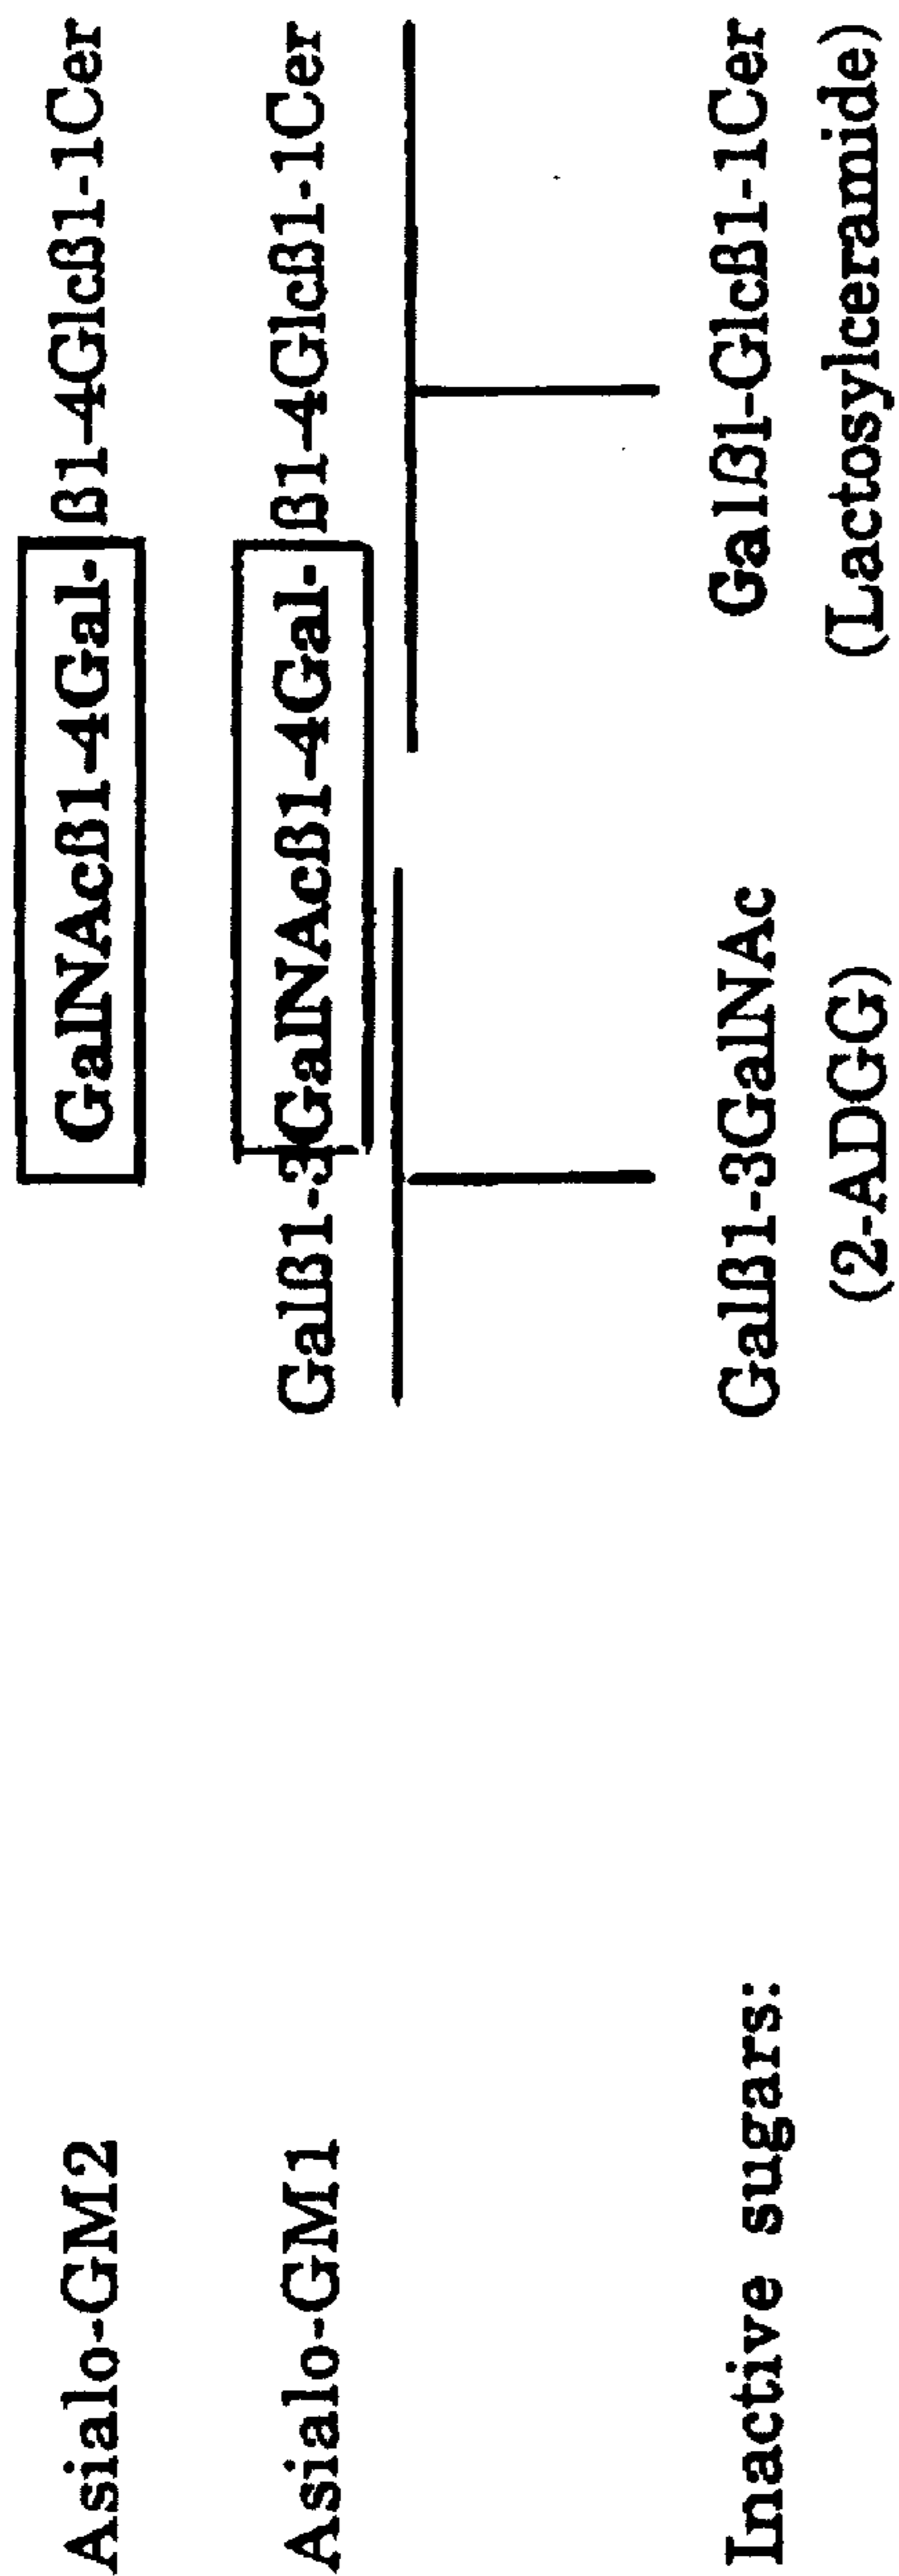 Asialo-GM2 GalNAcβ1-4Gal-β1-4Glcβ1-1Cer
Asialo-GM1 Galβ1-3GalNAcβ1-4Gal-β1-4Glcβ1-1Cer
Inactive sugars: Galβ1-3GalNAc Galβ1-Glcβ1-1Cer
(2-ADGG) (Lactosylceramide)